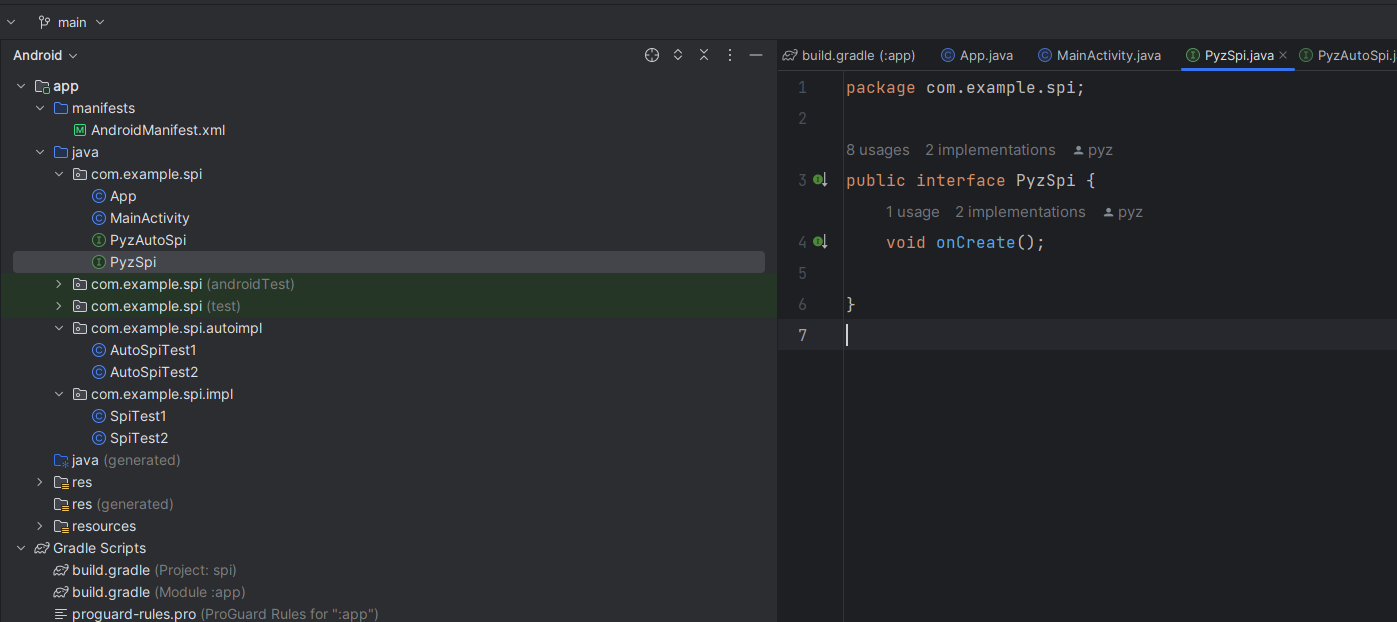 main
Android
app
manifests
AndroidManifest.xml
java
com.example.spi
App
MainActivity
PyzAutoSpi
PyzSpi
com.example.spi (androidTest)
com.example.spi (test)
com.example.spi.autoimpl
AutoSpiTest1
AutoSpiTest2
com.example.spi.impl
SpiTest1
SpiTest2
java (generated)
res
res (generated)
resources
Gradle Scripts
build.gradle (Project: spi)
build.gradle (Module :app)
proguard-rules.pro (ProGuard Rules for ":app")
build.gradle (:app) App.java MainActivity.java PyzSpi.java PyzAutoSpi.j
1 package com.example.spi;
2
8 usages 2 implementations pyz
3 public interface PyzSpi {
1 usage 2 implementations pyz
4 void onCreate();
5
6 }
7